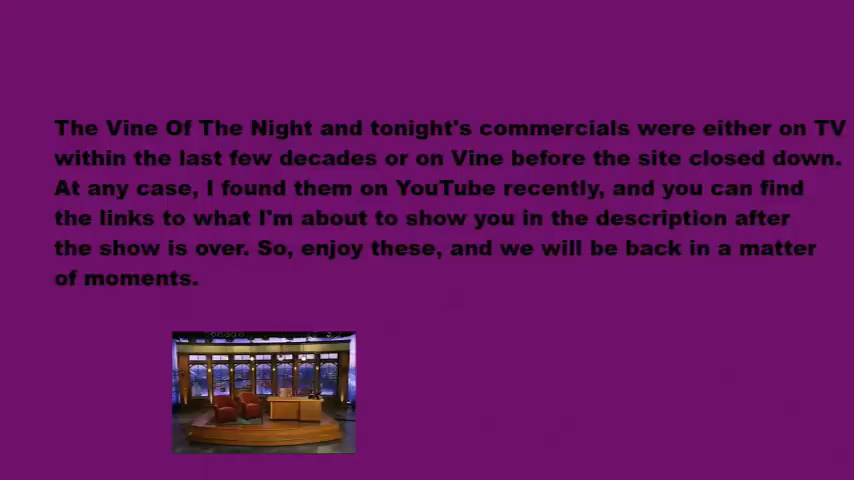 The Vine Of The Night and tonight's commercials were either on TV
within the last few decades or on Vine before the site closed down.
At any case, I found them on YouTube recently, and you can find
the links to what I'm about to show you in the description after
the show is over. So, enjoy these, and we will be back in a matter
of moments.